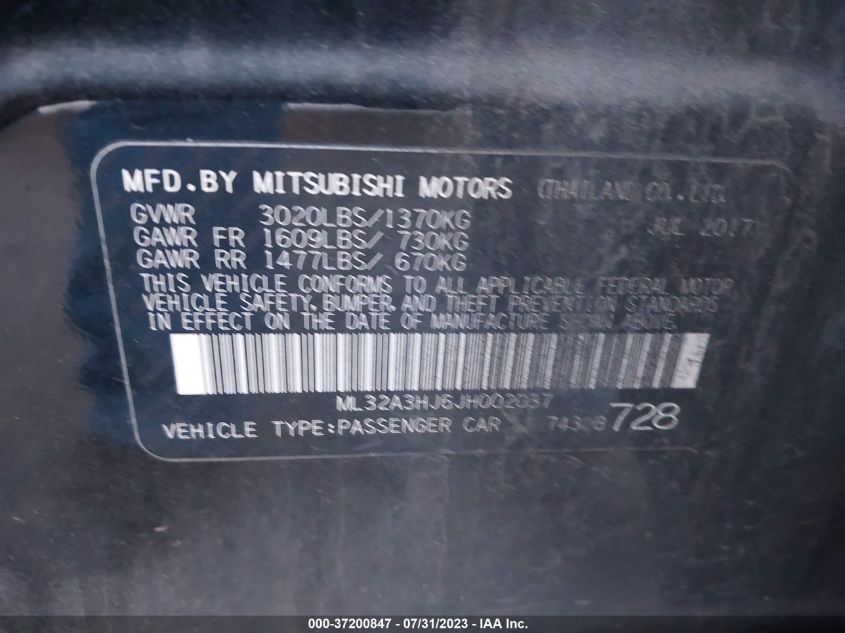 MFD.BY MITSUBISHI MOTORS (THAILAND) CO.,LTD.
GVWR 3020LBS/1370KG JUL 2017
GAWR FR 1609LBS/ 730KG
GAWR RR 1477LBS/ 670KG
THIS VEHICLE CONFORMS TO ALL APPLICABLE FEDERAL MOTOR
VEHICLE SAFETY, BUMPER, AND THEFT PREVENTION STANDARDS
IN EFFECT ON THE DATE OF MANUFACTURE SHOWN ABOVE.
ML32A3HJ6JH002037
VEHICLE TYPE:PASSENGER CAR 728
000-37200847 / 07/31/2023 - IAA Inc.